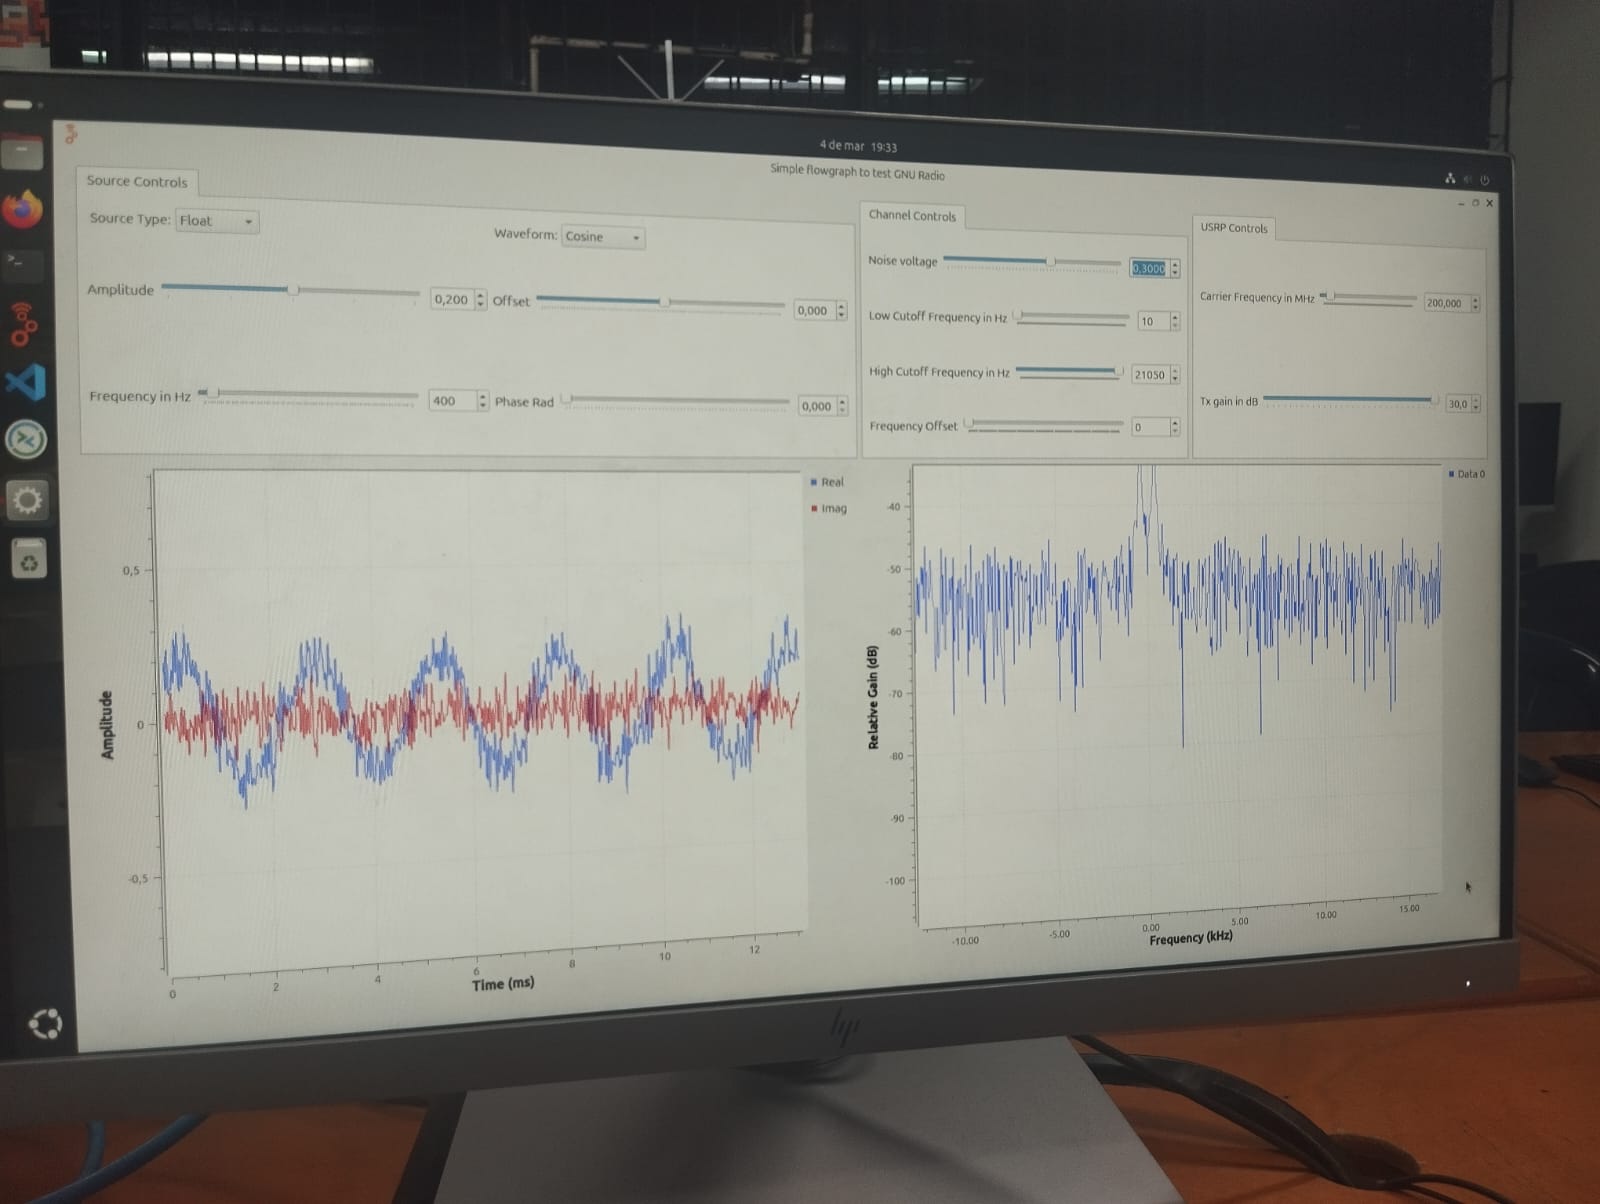 4 de mar 19:33
Simple flowgraph to test GNU Radio
Source Controls
Source Type: Float
Waveform: Cosine
Amplitude 0,200
Offset 0,000
Frequency in Hz 400
Phase Rad 0,000
Channel Controls
Noise voltage 0,3000
Low Cutoff Frequency in Hz 10
High Cutoff Frequency in Hz 21050
Frequency Offset 0
USRP Controls
Carrier Frequency in MHz 200,000
Tx gain in dB 30,0
Real
Imag
0,5
0
-0,5
Amplitude
0 2 4 6 8 10 12
Time (ms)
Data 0
-40
-50
-60
-70
-80
-90
-100
Relative Gain (dB)
-10.00 -5.00 0.00 5.00 10.00 15.00
Frequency (kHz)
hp